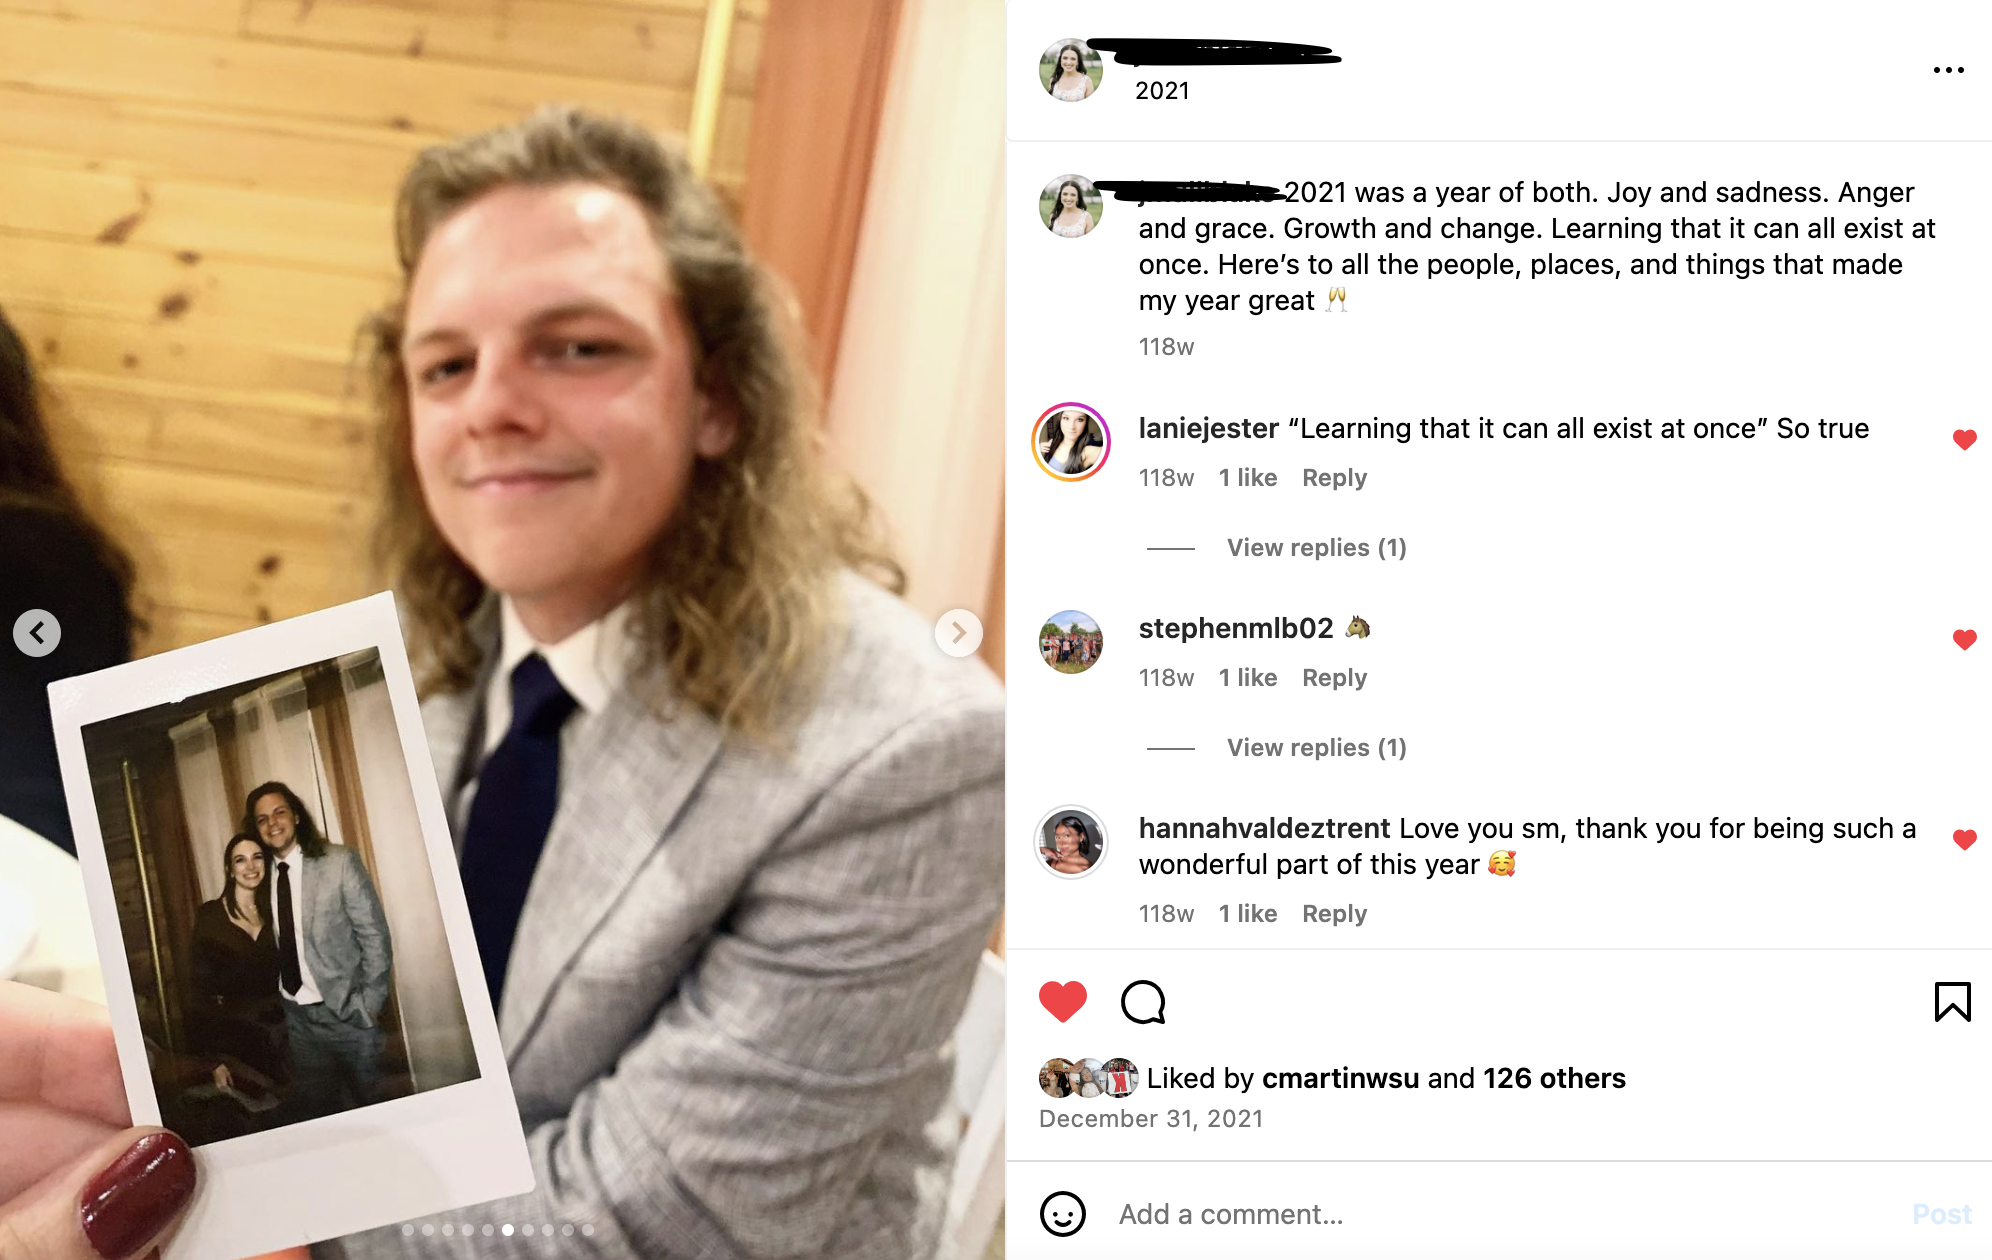 2021
2021 was a year of both. Joy and sadness. Anger
and grace. Growth and change. Learning that it can all exist at
once. Here’s to all the people, places, and things that made
my year great 🥂
118w
laniejester “Learning that it can all exist at once” So true
118w 1 like Reply
View replies (1)
stephenmlb02 🐴
118w 1 like Reply
View replies (1)
hannahvaldeztrent Love you sm, thank you for being such a
wonderful part of this year 🥰
118w 1 like Reply
Liked by cmartinwsu and 126 others
December 31, 2021
Add a comment...
Post